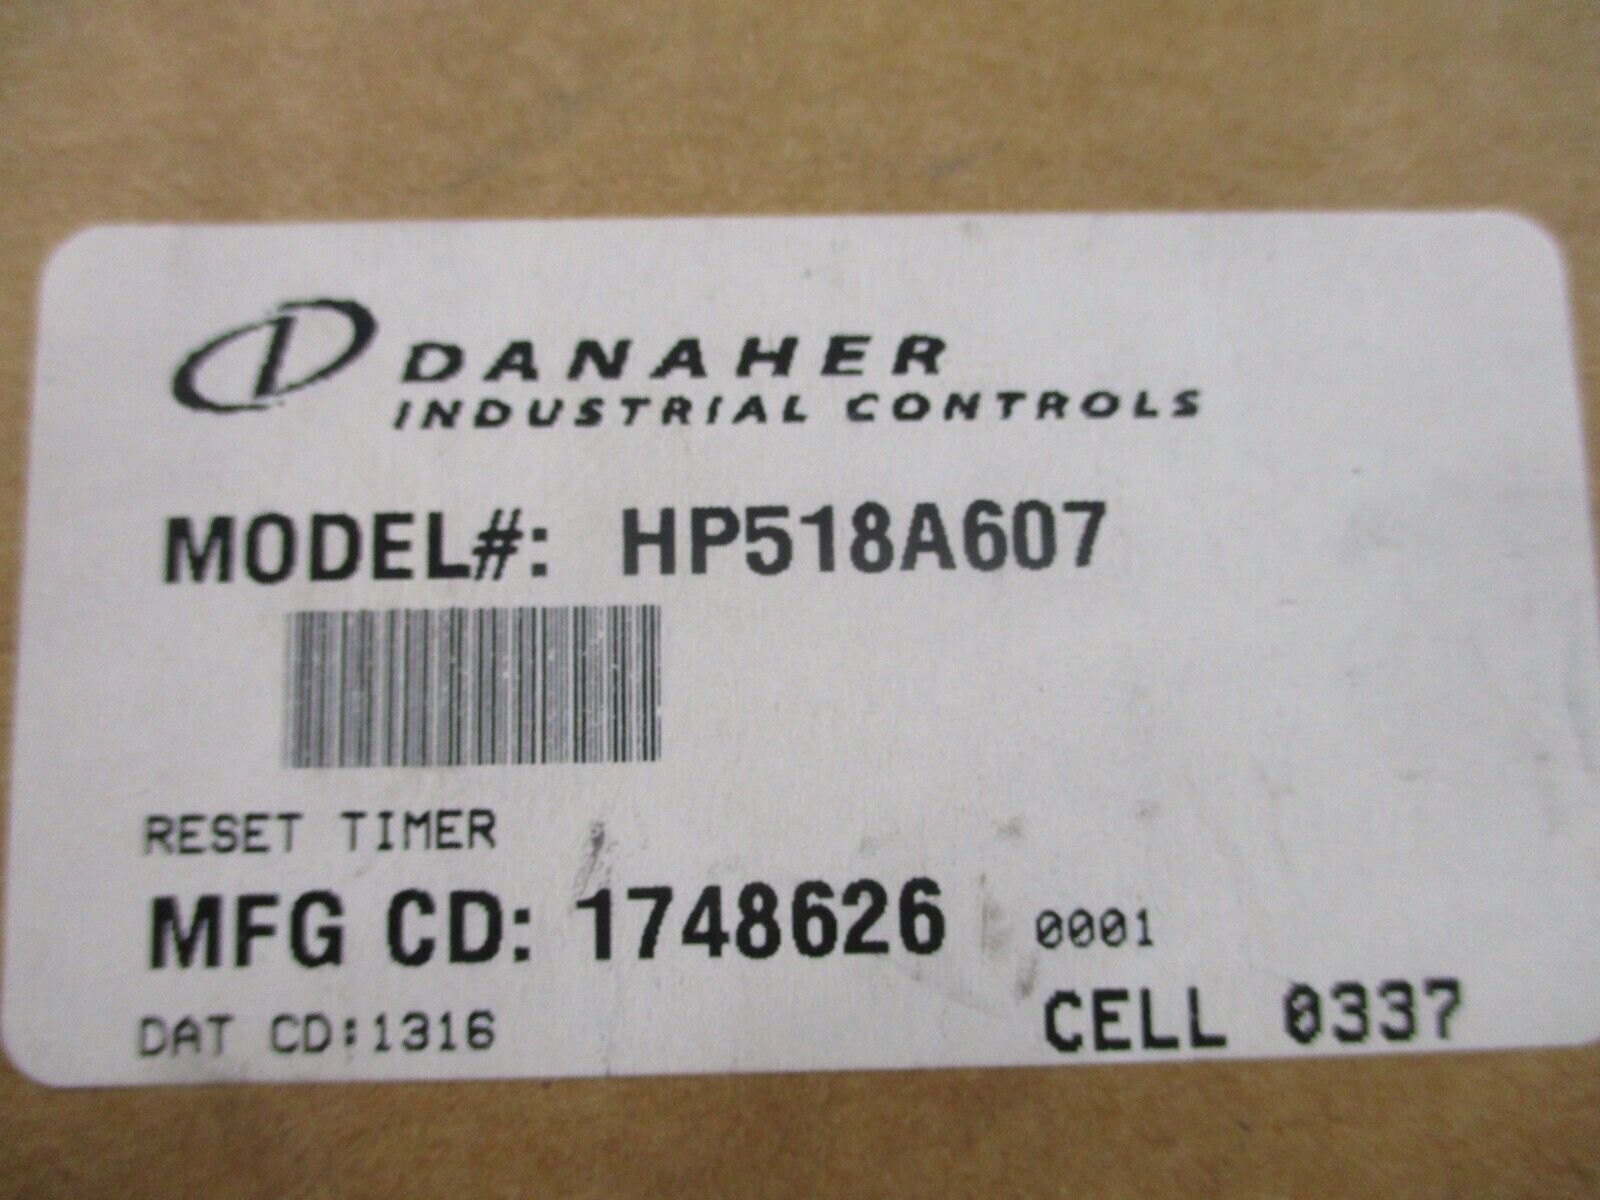 DANAHER
INDUSTRIAL CONTROLS
MODEL#: HP518A607
RESET TIMER
MFG CD: 1748626 0001
DAT CD:1316
CELL 0337